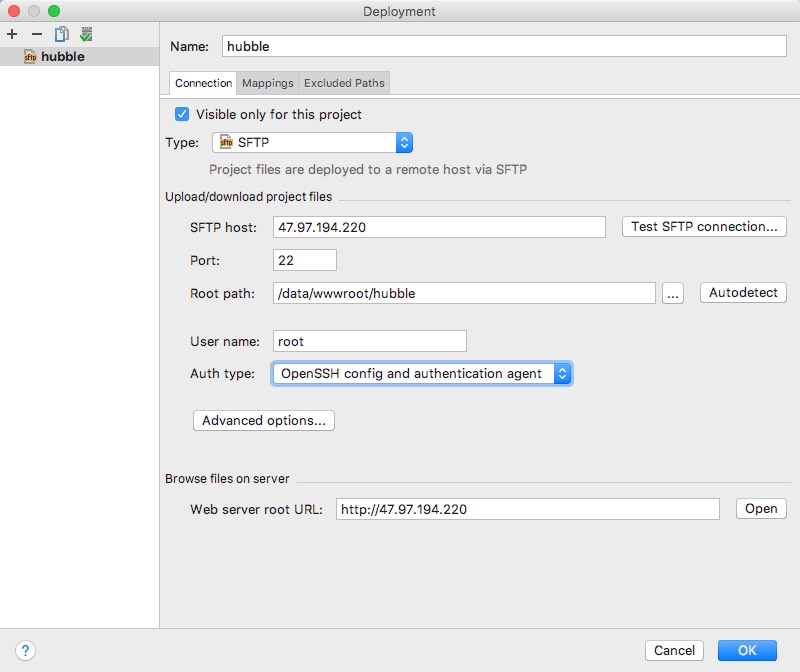 Deployment
hubble
Name: hubble
Connection Mappings Excluded Paths
Visible only for this project
Type: sftp SFTP
Project files are deployed to a remote host via SFTP
Upload/download project files
SFTP host: 47.97.194.220 Test SFTP connection...
Port: 22
Root path: /data/wwwroot/hubble ... Autodetect
User name: root
Auth type: OpenSSH config and authentication agent
Advanced options...
Browse files on server
Web server root URL: http://47.97.194.220 Open
? Cancel OK